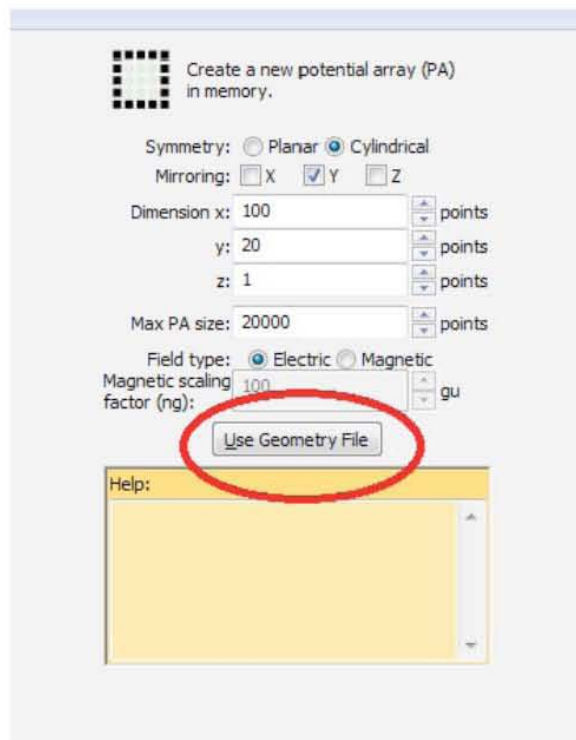 Create a new potential array (PA)
in memory.
Symmetry: Planar Cylindrical
Mirroring: X Y Z
Dimension x: 100 points
y: 20 points
z: 1 points
Max PA size: 20000 points
Field type: Electric Magnetic
Magnetic scaling
factor (ng): 100 gu
Use Geometry File
Help: